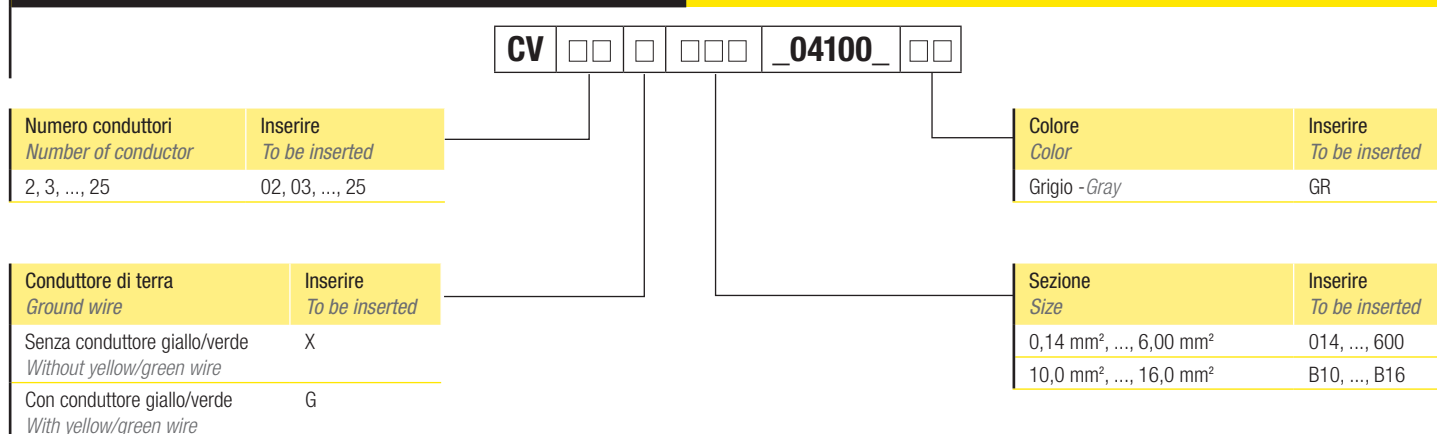 CV □□ □ □□□ _04100_ □□
Numero conduttori Inserire
Number of conductor To be inserted
2, 3, ..., 25 02, 03, ..., 25
Colore Inserire
Color To be inserted
Grigio - Gray GR
Conduttore di terra Inserire
Ground wire To be inserted
Senza conduttore giallo/verde X
Without yellow/green wire
Con conduttore giallo/verde G
With yellow/green wire
Sezione Inserire
Size To be inserted
0,14 mm², ..., 6,00 mm² 014, ..., 600
10,0 mm², ..., 16,0 mm² B10, ..., B16